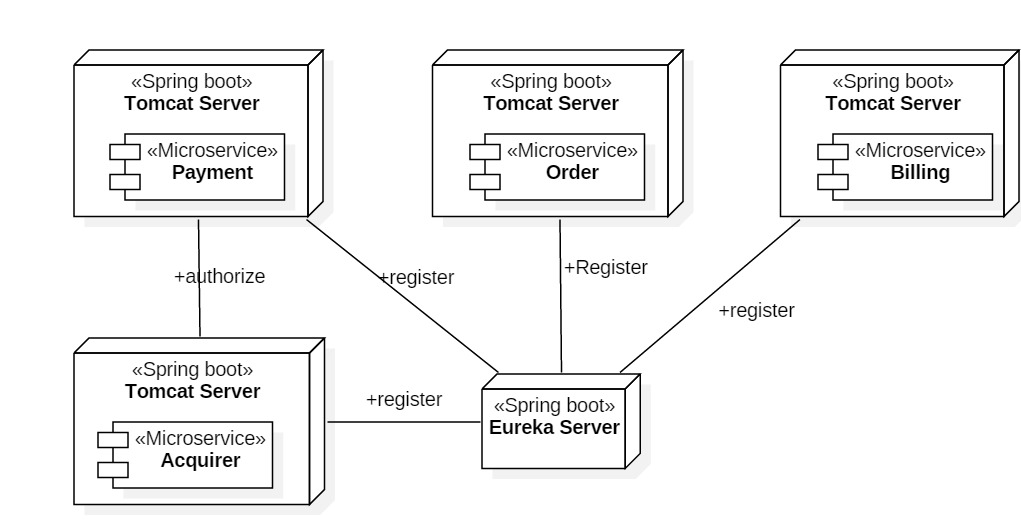 «Spring boot»
Tomcat Server
«Microservice»
Payment
«Spring boot»
Tomcat Server
«Microservice»
Order
«Spring boot»
Tomcat Server
«Microservice»
Billing
+authorize
+register
+Register
+register
«Spring boot»
Tomcat Server
«Microservice»
Acquirer
+register
«Spring boot»
Eureka Server